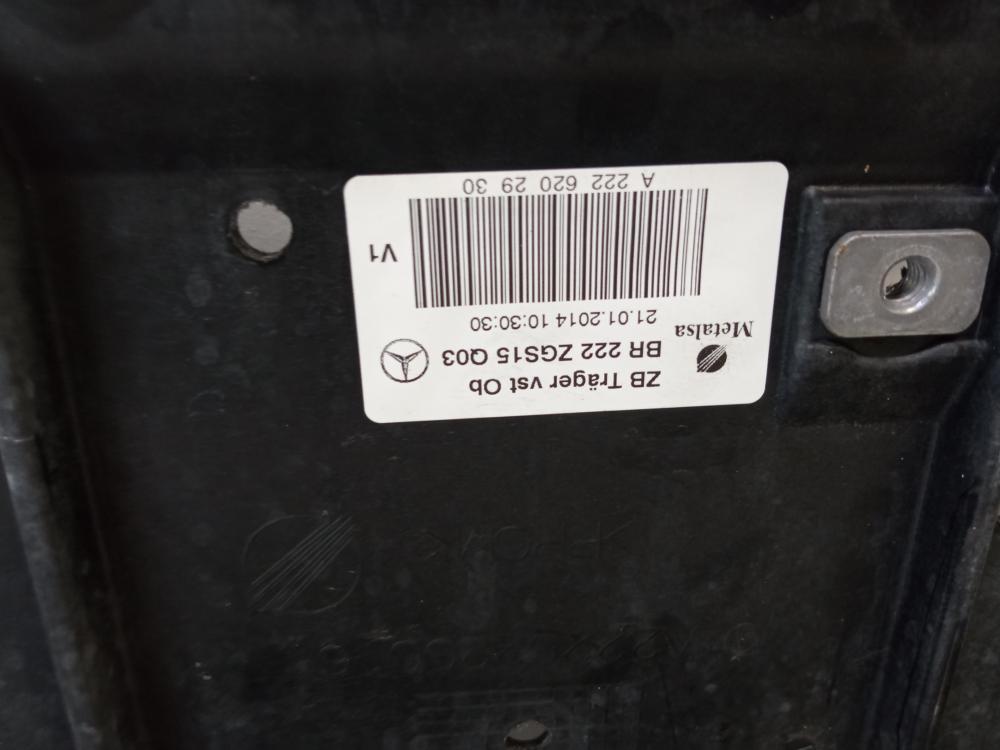 ZB Träger vst Ob
BR 222 ZGS15 Q03
Metalsa
21.01.2014 10:30:30
V1
A 222 620 29 30